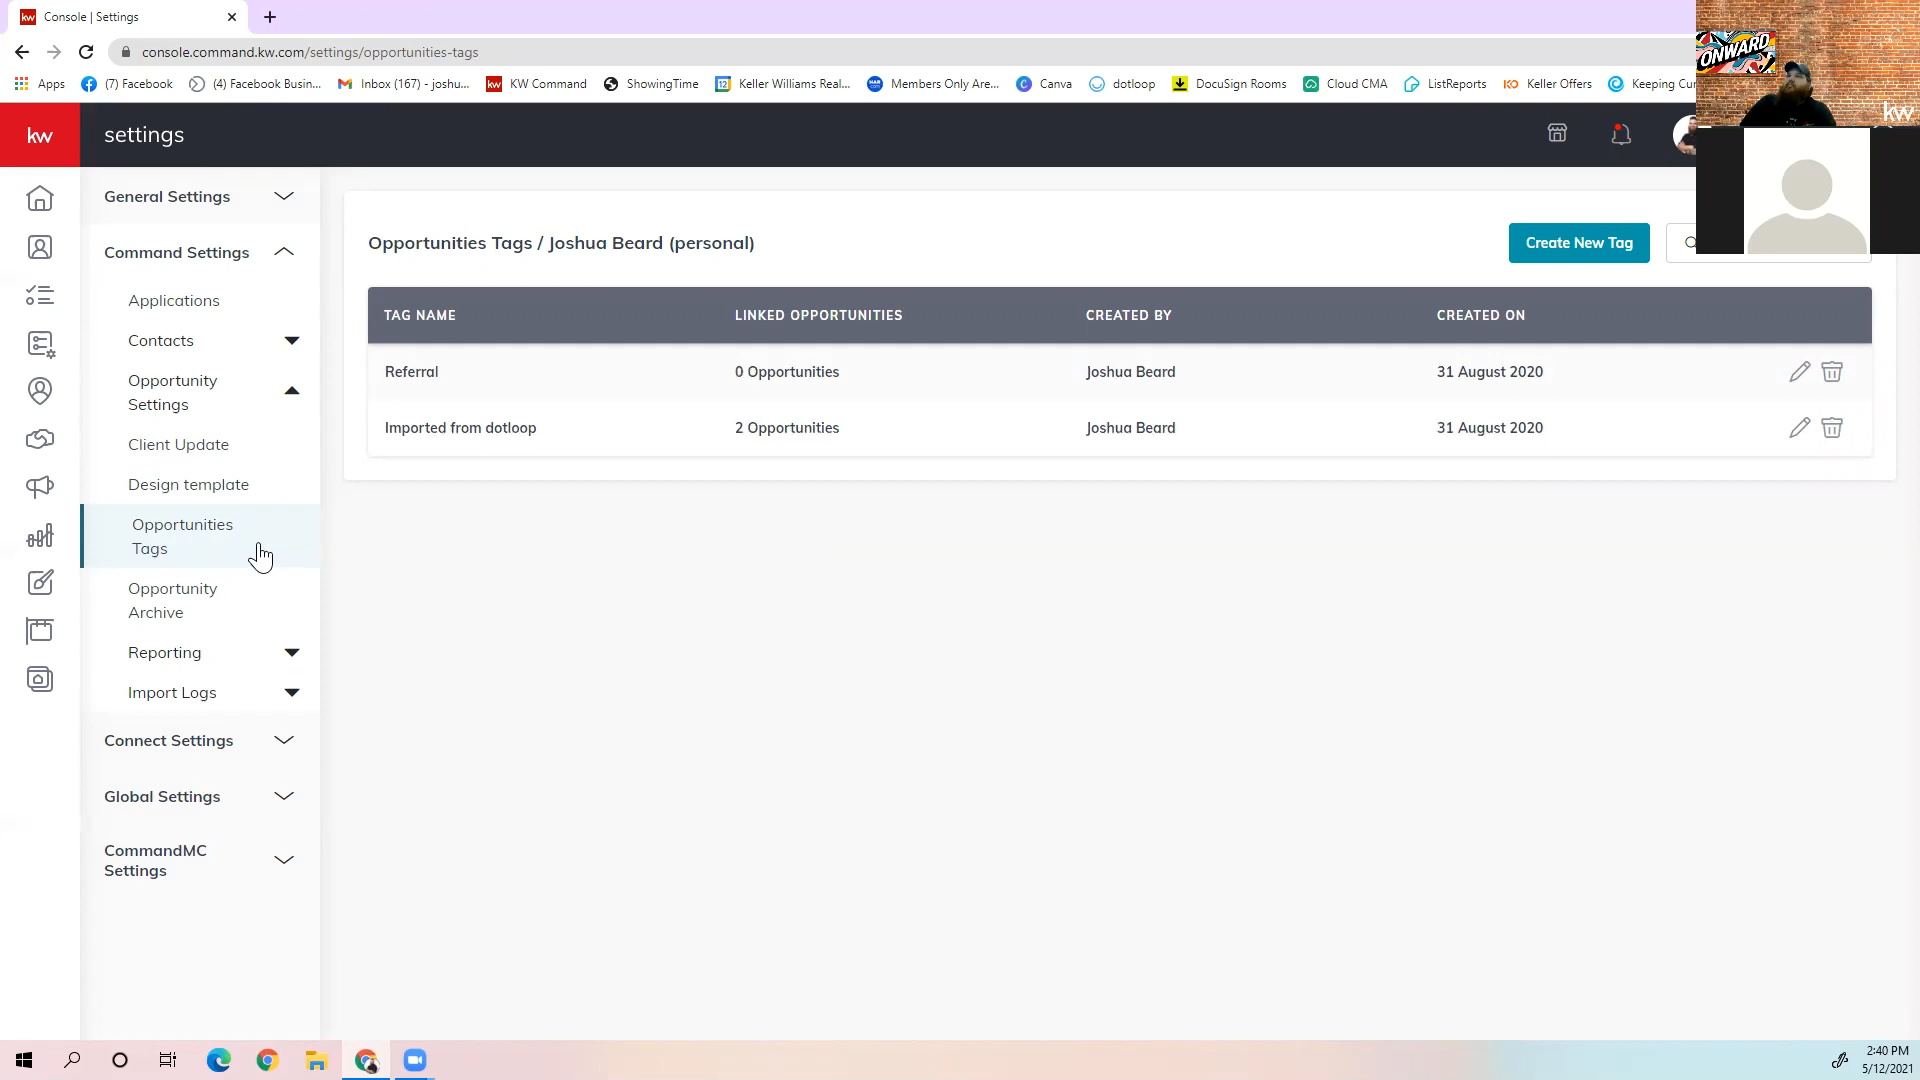 kw Console | Settings
console.command.kw.com/settings/opportunities-tags
Apps (7) Facebook (4) Facebook Busin... Inbox (167) - joshu... KW Command ShowingTime Keller Williams Real... Members Only Are... Canva dotloop DocuSign Rooms Cloud CMA ListReports Keller Offers Keeping Cur
ONWARD
kw
kw settings
General Settings
Command Settings
Applications
Contacts
Opportunity
Settings
Client Update
Design template
Opportunities
Tags
Opportunity
Archive
Reporting
Import Logs
Connect Settings
Global Settings
CommandMC
Settings
Opportunities Tags / Joshua Beard (personal)
Create New Tag
TAG NAME LINKED OPPORTUNITIES CREATED BY CREATED ON
Referral 0 Opportunities Joshua Beard 31 August 2020
Imported from dotloop 2 Opportunities Joshua Beard 31 August 2020
2:40 PM
5/12/2021